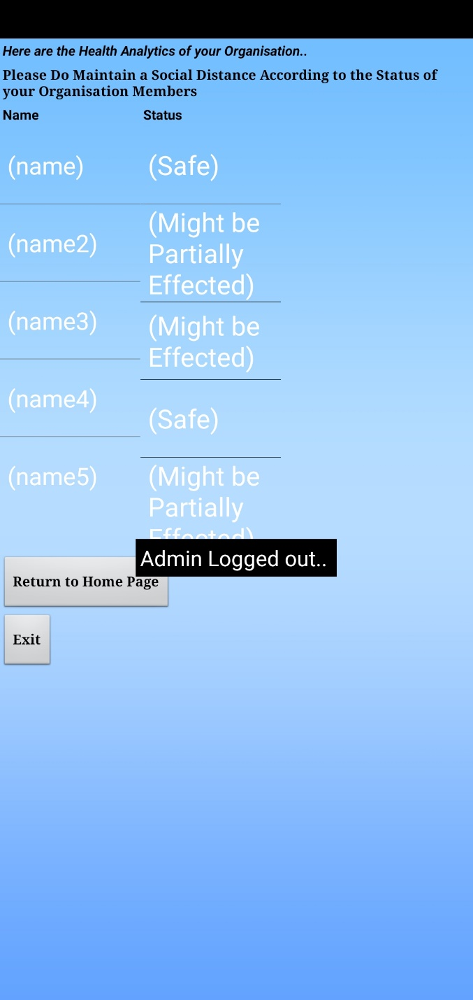 Here are the Health Analytics of your Organisation..
Please Do Maintain a Social Distance According to the Status of
your Organisation Members
Name Status
(name) (Safe)
(name2) (Might be
Partially
Effected)
(name3) (Might be
Effected)
(name4) (Safe)
(name5) (Might be
Partially
Effected)
Admin Logged out..
Return to Home Page
Exit